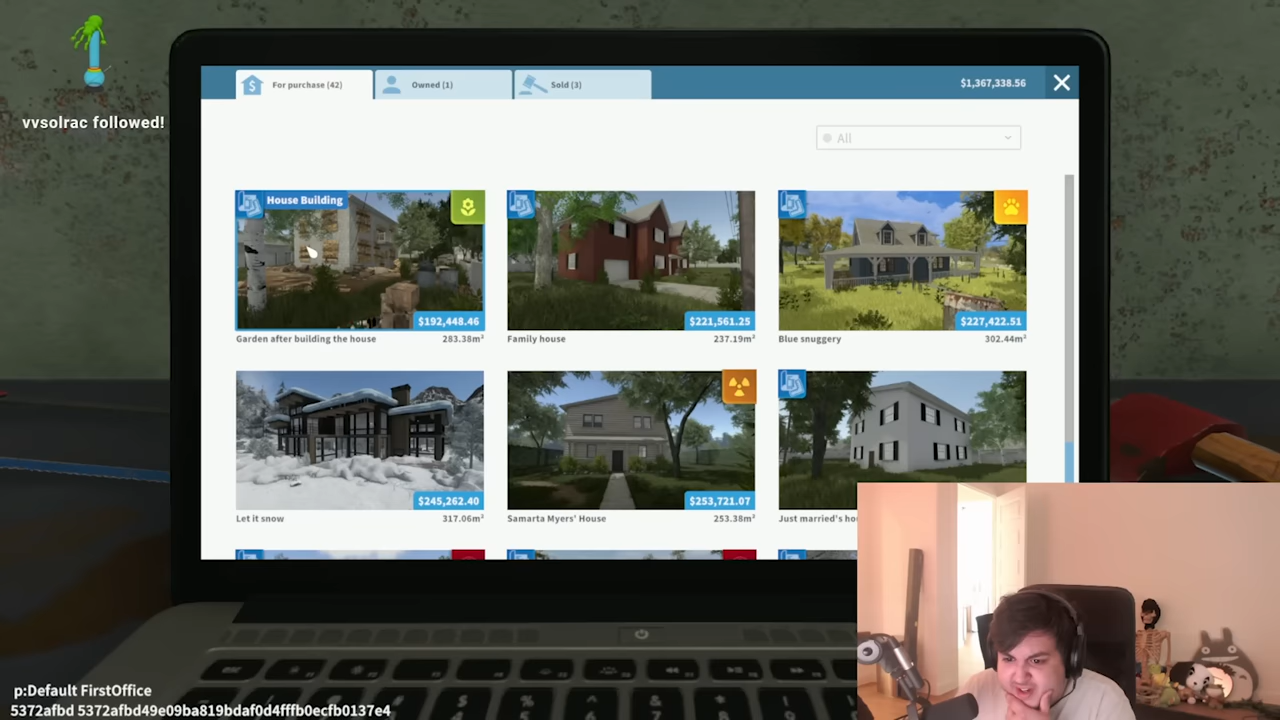 For purchase (42)
Owned (1)
Sold (3)
$1,367,338.56
vvsolrac followed!
All
House Building
$192,448.46
$221,561.25
$227,422.51
Garden after building the house
283.38m²
Family house
237.19m²
Blue snuggery
302.44m²
$245,262.40
$253,721.07
Let it snow
317.06m²
Samarta Myers' House
253.38m²
Just married's ho
p:Default FirstOffice
5372afbd 5372afbd49e09ba819bdaf0d4fffb0ecfb0137e4